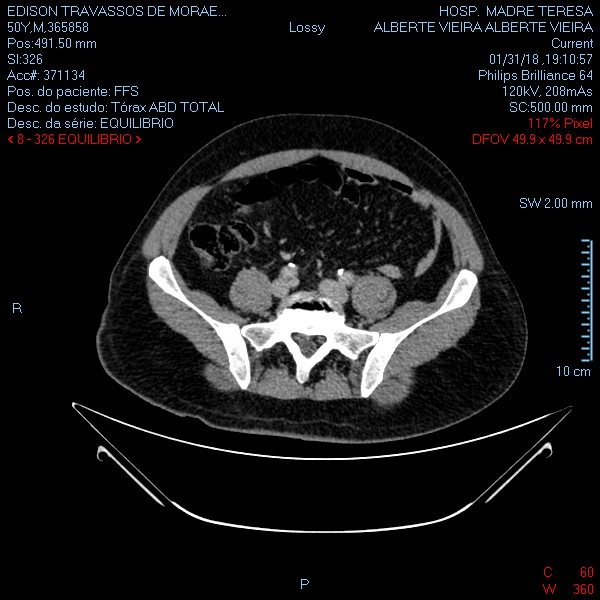 EDISON TRAVASSOS DE MORAE...
50Y,M,365858
Pos:491.50 mm
SI:326
Acc#: 371134
Pos. do paciente: FFS
Desc. do estudo: Tórax ABD TOTAL
Desc. da série: EQUILIBRIO
< 8 - 326 EQUILIBRIO >
Lossy
HOSP. MADRE TERESA
ALBERTE VIEIRA ALBERTE VIEIRA
Current
01/31/18 ,19:10:57
Philips Brilliance 64
120kV, 208mAs
SC:500.00 mm
117% Pixel
DFOV 49.9 x 49.9 cm
SW 2.00 mm
R
10 cm
P
C 60
W 360